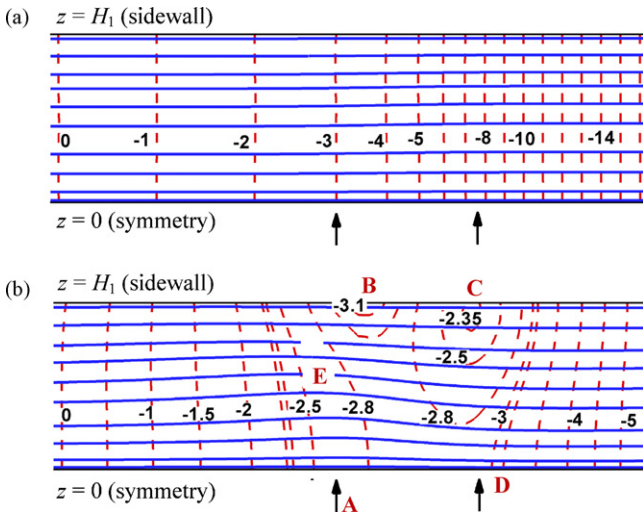 (a) z = H₁ (sidewall)
0 -1 -2 -3 -4 -5 -8 -10 -14
z = 0 (symmetry)
(b) z = H₁ (sidewall)
B C
-3.1
-2.35
-2.5
E
0 -1 -1.5 -2 -2.5 -2.8 -2.8 -3 -4 -5
z = 0 (symmetry)
A D